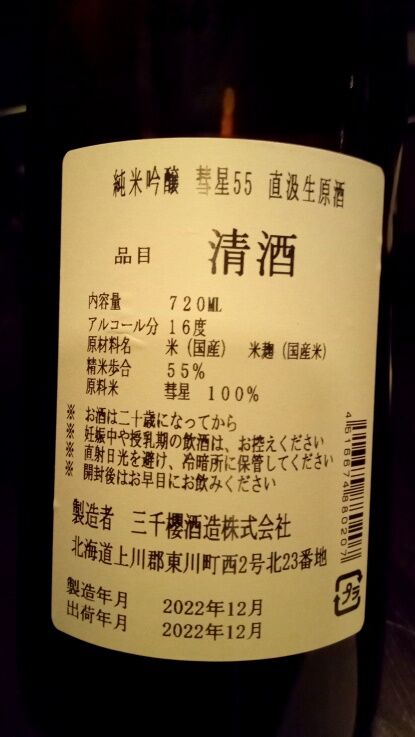 純米吟醸 彗星55 直汲生原酒
品目 清酒
内容量 720ML
アルコール分 16度
原材料名 米(国産) 米麹(国産米)
精米歩合 55%
原料米 彗星 100%
※ お酒は二十歳になってから
※ 妊娠中や授乳期の飲酒は、お控えください
※ 直射日光を避け、冷暗所に保管してください
※ 開封後はお早目にお飲みください
製造者 三千櫻酒造株式会社
北海道上川郡東川町西2号北23番地
製造年月 2022年12月
出荷年月 2022年12月
4516674880207
プラ